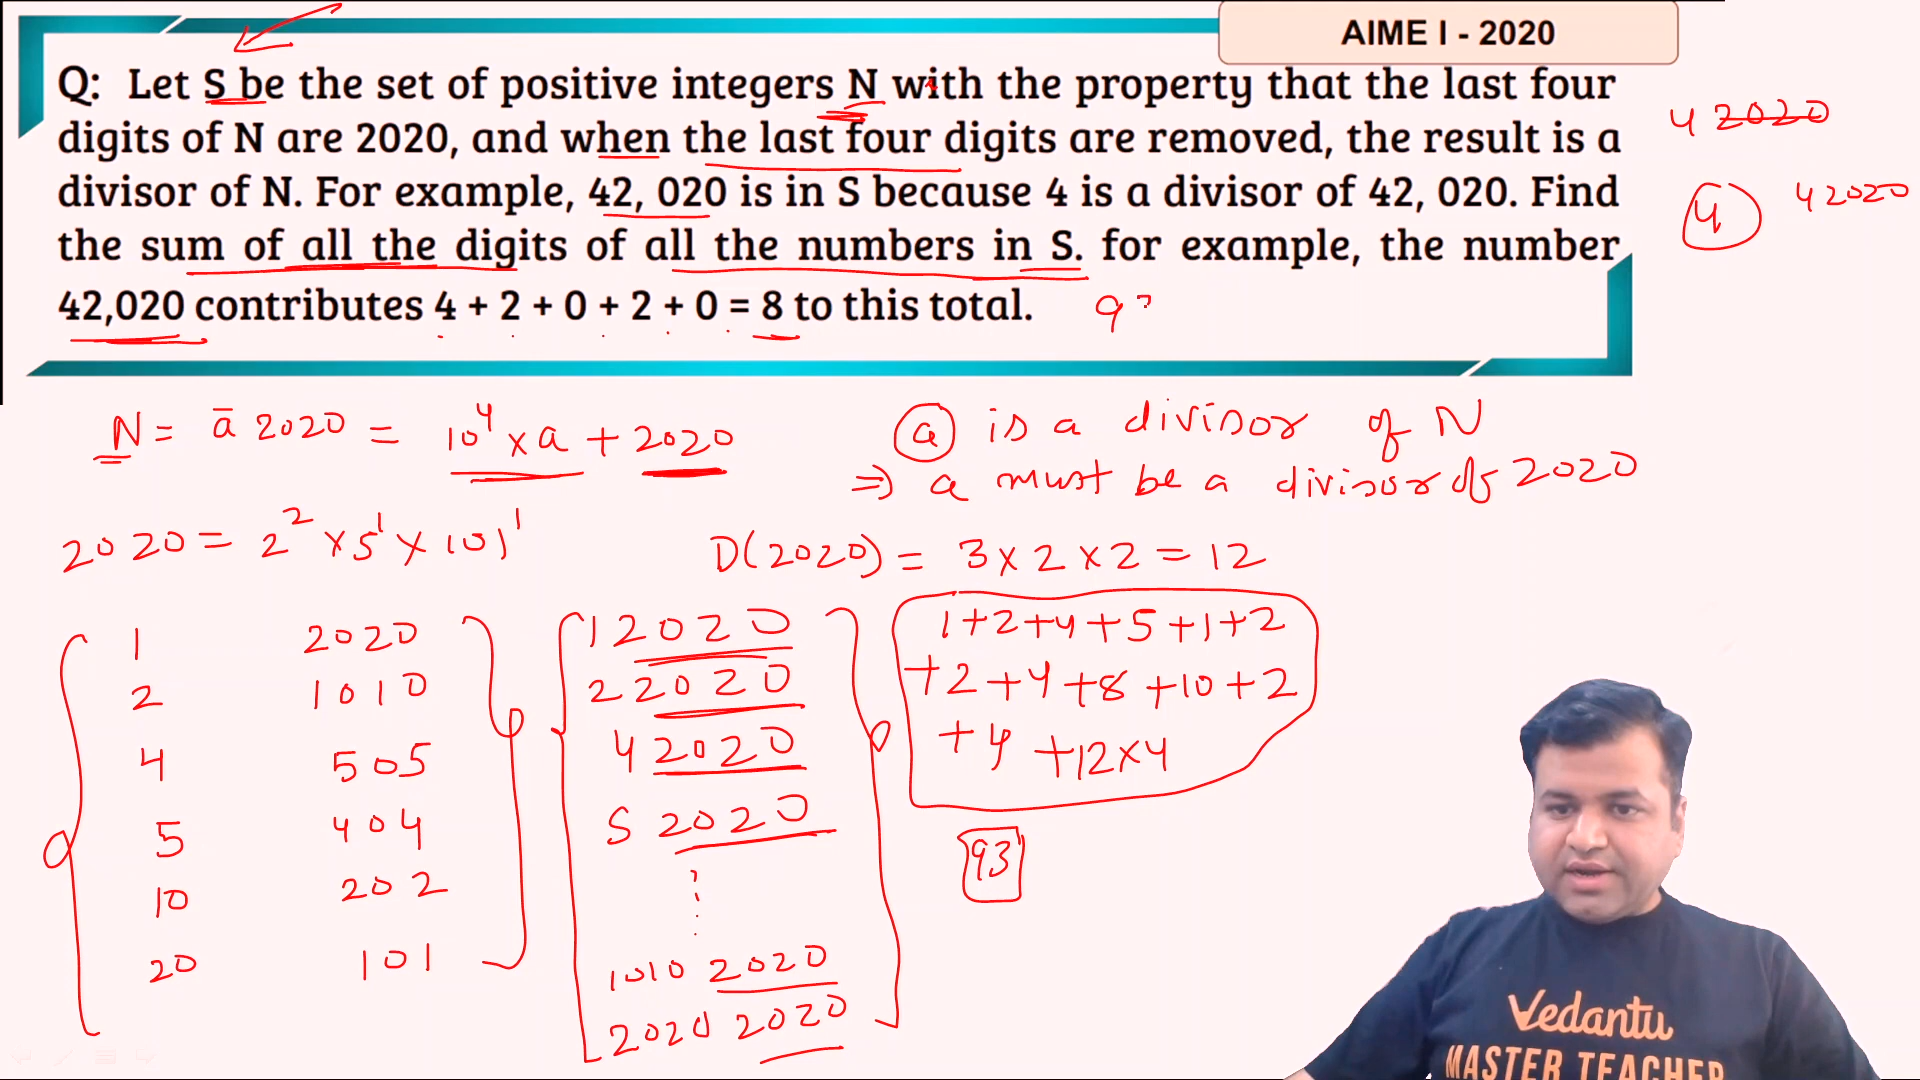 AIME I - 2020
Q: Let S be the set of positive integers N with the property that the last four
digits of N are 2020, and when the last four digits are removed, the result is a
divisor of N. For example, 42, 020 is in S because 4 is a divisor of 42, 020. Find
the sum of all the digits of all the numbers in S. for example, the number
42,020 contributes 4 + 2 + 0 + 2 + 0 = 8 to this total.
4 2020
4 42020
N = a̅ 2020 = 10⁴ × a + 2020
a is a divisor of N
⇒ a must be a divisor of 2020
2020 = 2² × 5¹ × 101¹
D(2020) = 3 × 2 × 2 = 12
1 2020
2 1010
4 505
5 404
10 202
20 101
12020
22020
42020
5 2020
1010 2020
2020 2020
1+2+4+5+1+2
+2+4+8+10+2
+4 +12×4
93
Vedantu
MASTER TEACHER